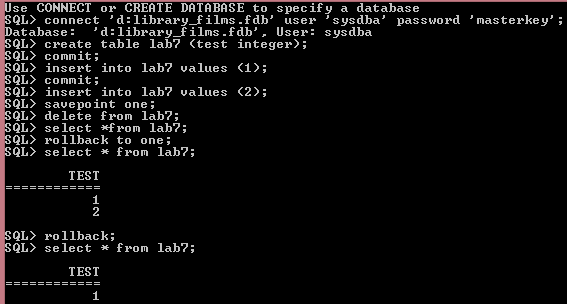 Use CONNECT or CREATE DATABASE to specify a database
SQL> connect 'd:library_films.fdb' user 'sysdba' password 'masterkey';
Database:  'd:library_films.fdb', User: sysdba
SQL> create table lab7 (test integer);
SQL> commit;
SQL> insert into lab7 values (1);
SQL> commit;
SQL> insert into lab7 values (2);
SQL> savepoint one;
SQL> delete from lab7;
SQL> select *from lab7;
SQL> rollback to one;
SQL> select * from lab7;
TEST
============
1
2
SQL> rollback;
SQL> select * from lab7;
TEST
============
1